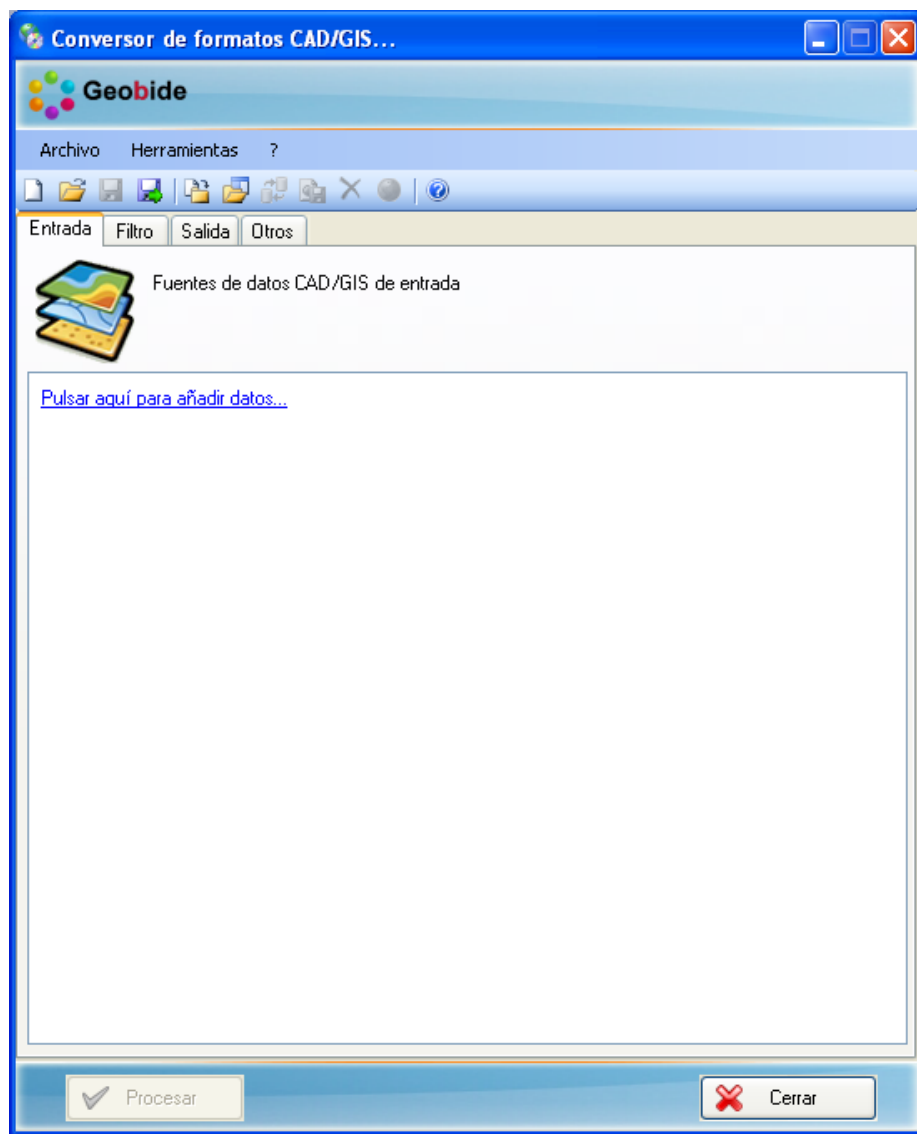 Conversor de formatos CAD/GIS...
Geobide
Archivo Herramientas ?
Entrada Filtro Salida Otros
Fuentes de datos CAD/GIS de entrada
Pulsar aquí para añadir datos...
Procesar Cerrar